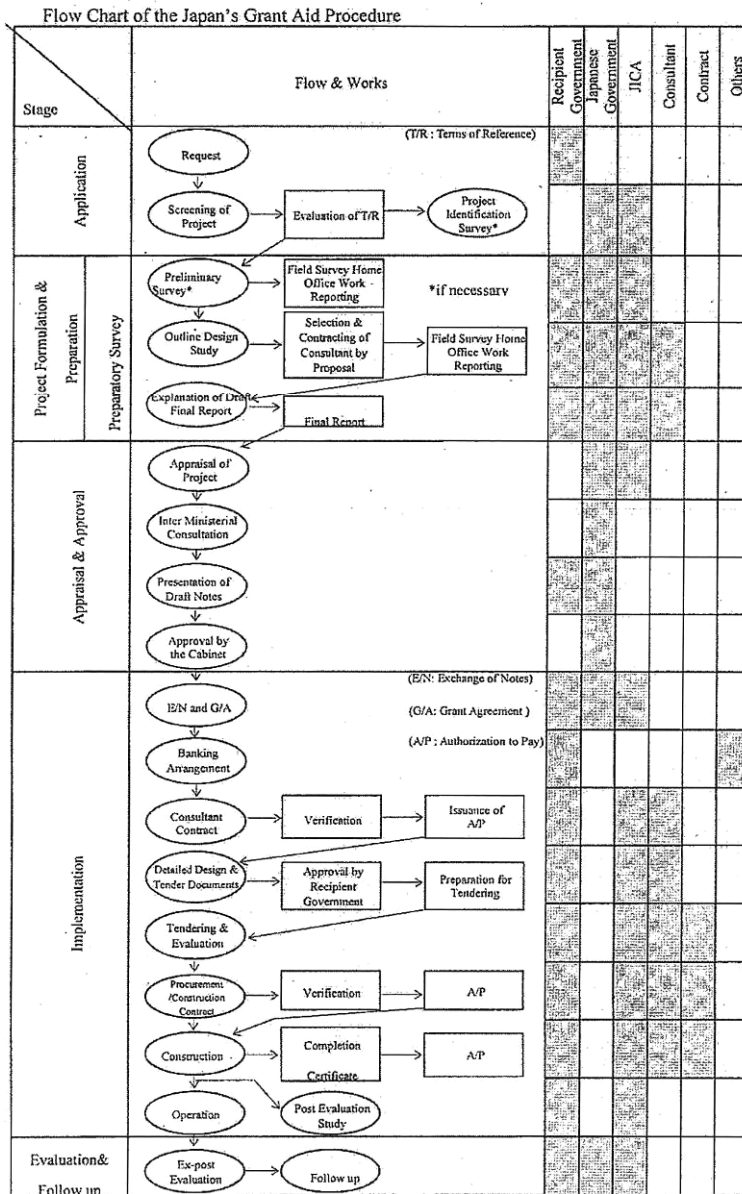 Flow Chart of the Japan's Grant Aid Procedure
Stage
Flow & Works
Recipient
Government
Japanese
Government
JICA
Consultant
Contract
Others
Application
(T/R : Terms of Reference)
Request
Screening of
Project
Evaluation of T/R
Project
Identification
Survey*
Project Formulation &
Preparation
Preparatory Survey
Preliminary
Survey*
Field Survey Home
Office Work
Reporting
*if necessary
Outline Design
Study
Selection &
Contracting of
Consultant by
Proposal
Field Survey Home
Office Work
Reporting
Explanation of Draft
Final Report
Final Report
Appraisal & Approval
Appraisal of
Project
Inter Ministerial
Consultation
Presentation of
Draft Notes
Approval by
the Cabinet
Implementation
(E/N: Exchange of Notes)
E/N and G/A
(G/A: Grant Agreement )
(A/P : Authorization to Pay)
Banking
Arrangement
Consultant
Contract
Verification
Issuance of
A/P
Detailed Design &
Tender Documents
Approval by
Recipient
Government
Preparation for
Tendering
Tendering &
Evaluation
Procurement
/Construction
Contract
Verification
A/P
Construction
Completion
Certificate
A/P
Operation
Post Evaluation
Study
Evaluation&
Follow up
Ex-post
Evaluation
Follow up